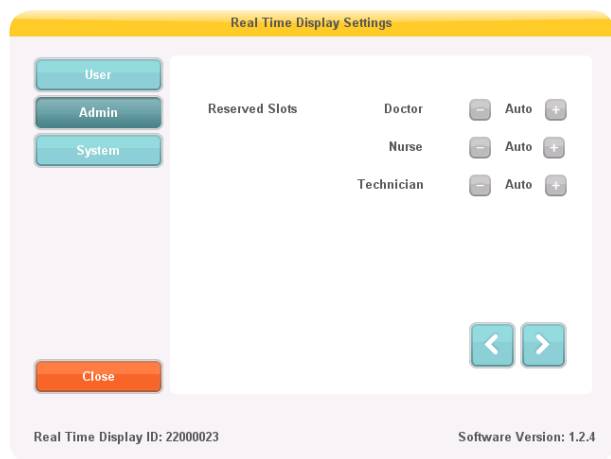 Real Time Display Settings
User
Admin
System
Reserved Slots Doctor - Auto +
Nurse - Auto +
Technician - Auto +
< >
Close
Real Time Display ID: 22000023 Software Version: 1.2.4